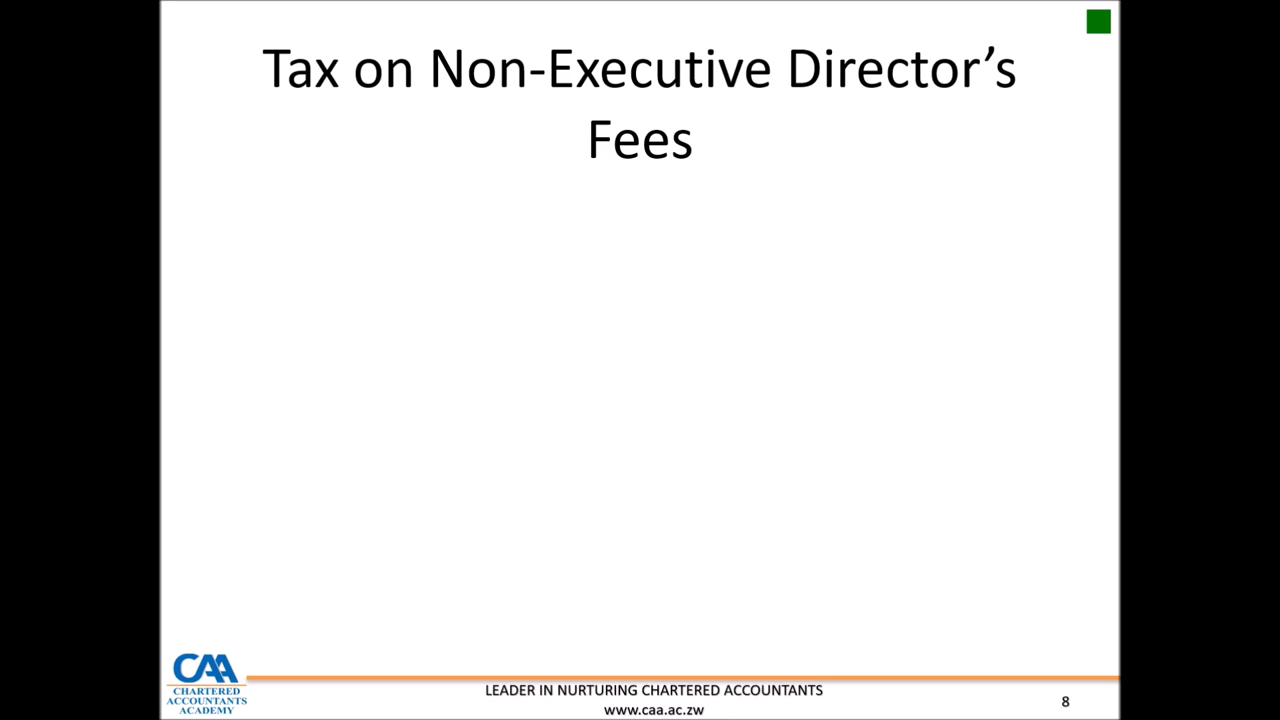 Tax on Non-Executive Director’s
Fees
CAA
CHARTERED
ACCOUNTANTS
ACADEMY
LEADER IN NURTURING CHARTERED ACCOUNTANTS
www.caa.ac.zw
8